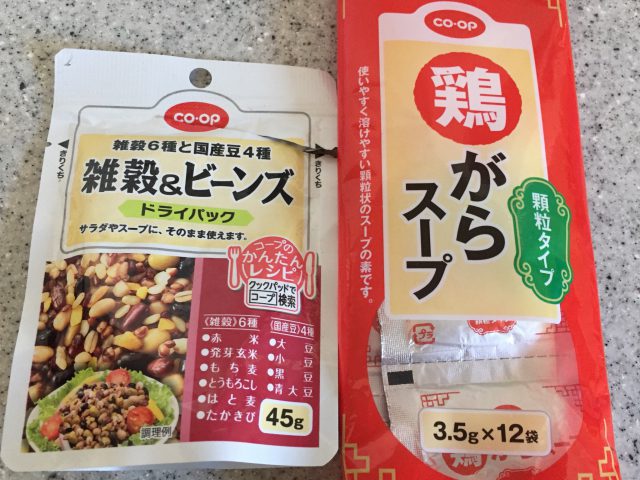 CO・OP
雑穀6種と国産豆4種
雑穀&ビーンズ
ドライパック
サラダやスープに、そのまま使えます。
きりくち
きりくち
コープの
かんたん
レシピ
クックパッドで
コープ 検索
《雑穀》6種
●赤米
●発芽玄米
●もち麦
●とうもろこし
●はと麦
●たかきび
《国産豆》4種
●大豆
●小豆
●黒豆
●青大豆
45g
調理例
CO・OP
鶏
がら
スープ
顆粒タイプ
使いやすく溶けやすい顆粒状のスープの素です。
プラ
3.5g×12袋